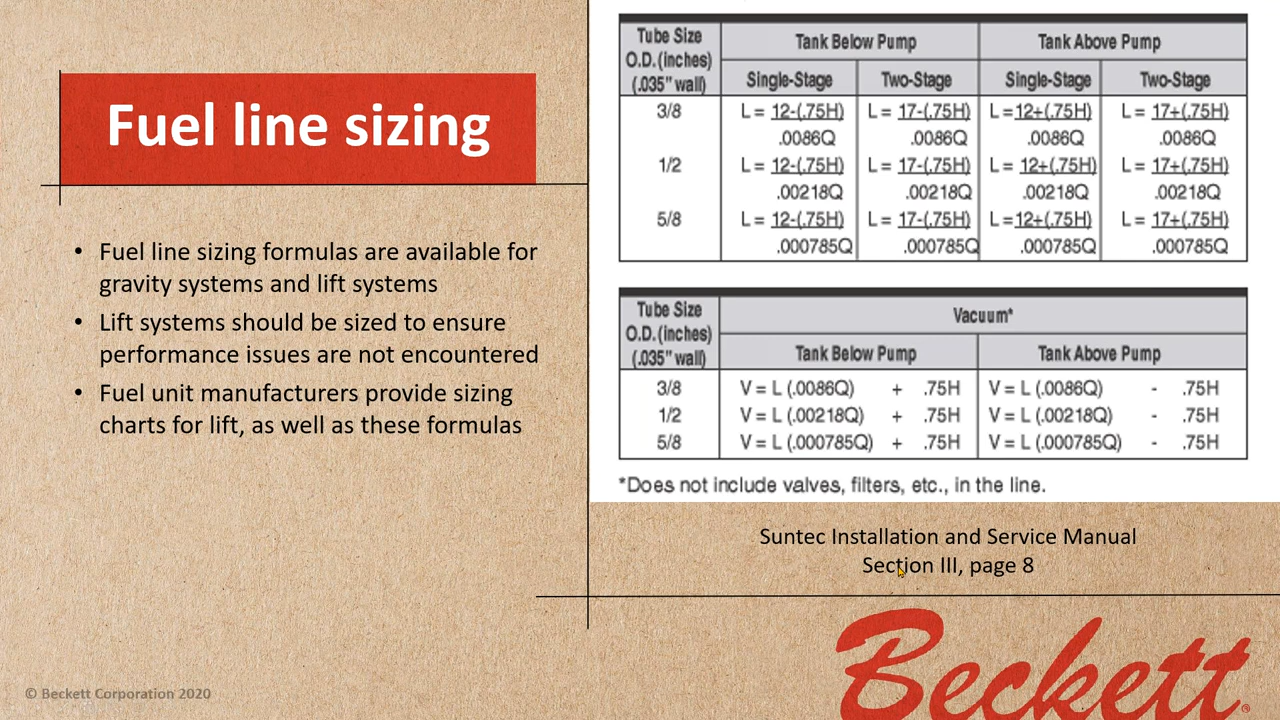 Fuel line sizing
• Fuel line sizing formulas are available for
gravity systems and lift systems
• Lift systems should be sized to ensure
performance issues are not encountered
• Fuel unit manufacturers provide sizing
charts for lift, as well as these formulas
Tube Size
O.D.(inches)
(.035" wall)
Tank Below Pump Tank Above Pump
Single-Stage Two-Stage Single-Stage Two-Stage
3/8 L = 12-(.75H) L = 17-(.75H) L =12+(.75H) L = 17+(.75H)
.0086Q .0086Q .0086Q .0086Q
1/2 L = 12-(.75H) L = 17-(.75H) L = 12+(.75H) L = 17+(.75H)
.00218Q .00218Q .00218Q .00218Q
5/8 L = 12-(.75H) L = 17-(.75H) L =12+(.75H) L = 17+(.75H)
.000785Q .000785Q .000785Q .000785Q
Tube Size
O.D.(inches)
(.035" wall)
Vacuum*
Tank Below Pump Tank Above Pump
3/8 V = L (.0086Q) + .75H V = L (.0086Q) - .75H
1/2 V = L (.00218Q) + .75H V = L (.00218Q) - .75H
5/8 V = L (.000785Q) + .75H V = L (.000785Q) - .75H
*Does not include valves, filters, etc., in the line.
Suntec Installation and Service Manual
Section III, page 8
© Beckett Corporation 2020
Beckett®